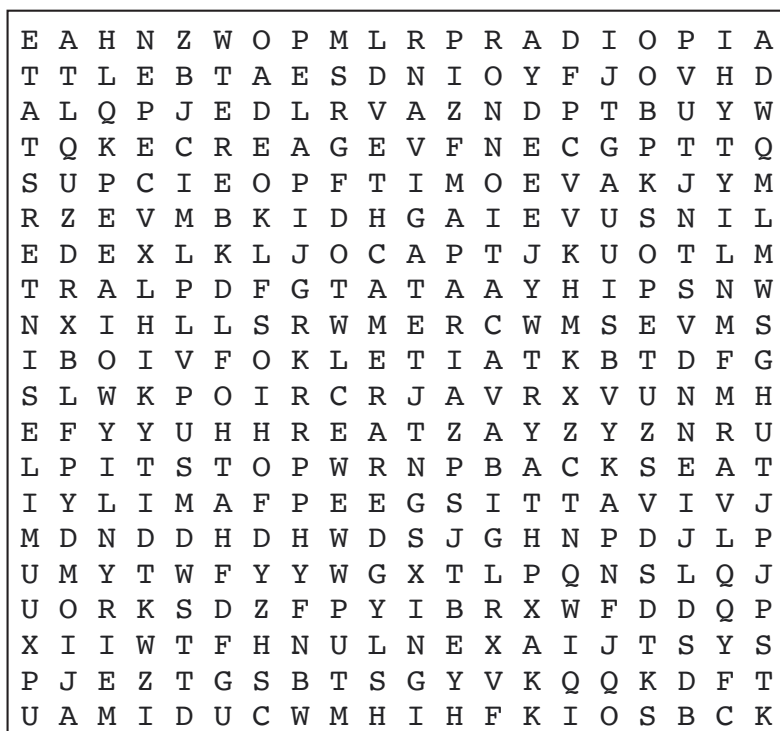 E A H N Z W O P M L R P R A D I O P I A
T T L E B T A E S D N I O Y F J O V H D
A L Q P J E D L R V A Z N D P T B U Y W
T Q K E C R E A G E V F N E C G P T T Q
S U P C I E O P F T I M O E V A K J Y M
R Z E V M B K I D H G A I E V U S N I L
E D E X L K L J O C A P T J K U O T L M
T R A L P D F G T A T A A Y H I P S N W
N X I H L L S R W M E R C W M S E V M S
I B O I V F O K L E T I A T K B T D F G
S L W K P O I R C R J A V R X V U N M H
E F Y Y U H H R E A T Z A Y Z Y Z N R U
L P I T S T O P W R N P B A C K S E A T
I Y L I M A F P E E G S I T T A V I V J
M D N D D H D H W D S J G H N P D J L P
U M Y T W F Y Y W G X T L P Q N S L Q J
U O R K S D Z F P Y I B R X W F D D Q P
X I I W T F H N U L N E X A I J T S Y S
P J E Z T G S B T S G Y V K Q Q K D F T
U A M I D U C W M H I H F K I O S B C K